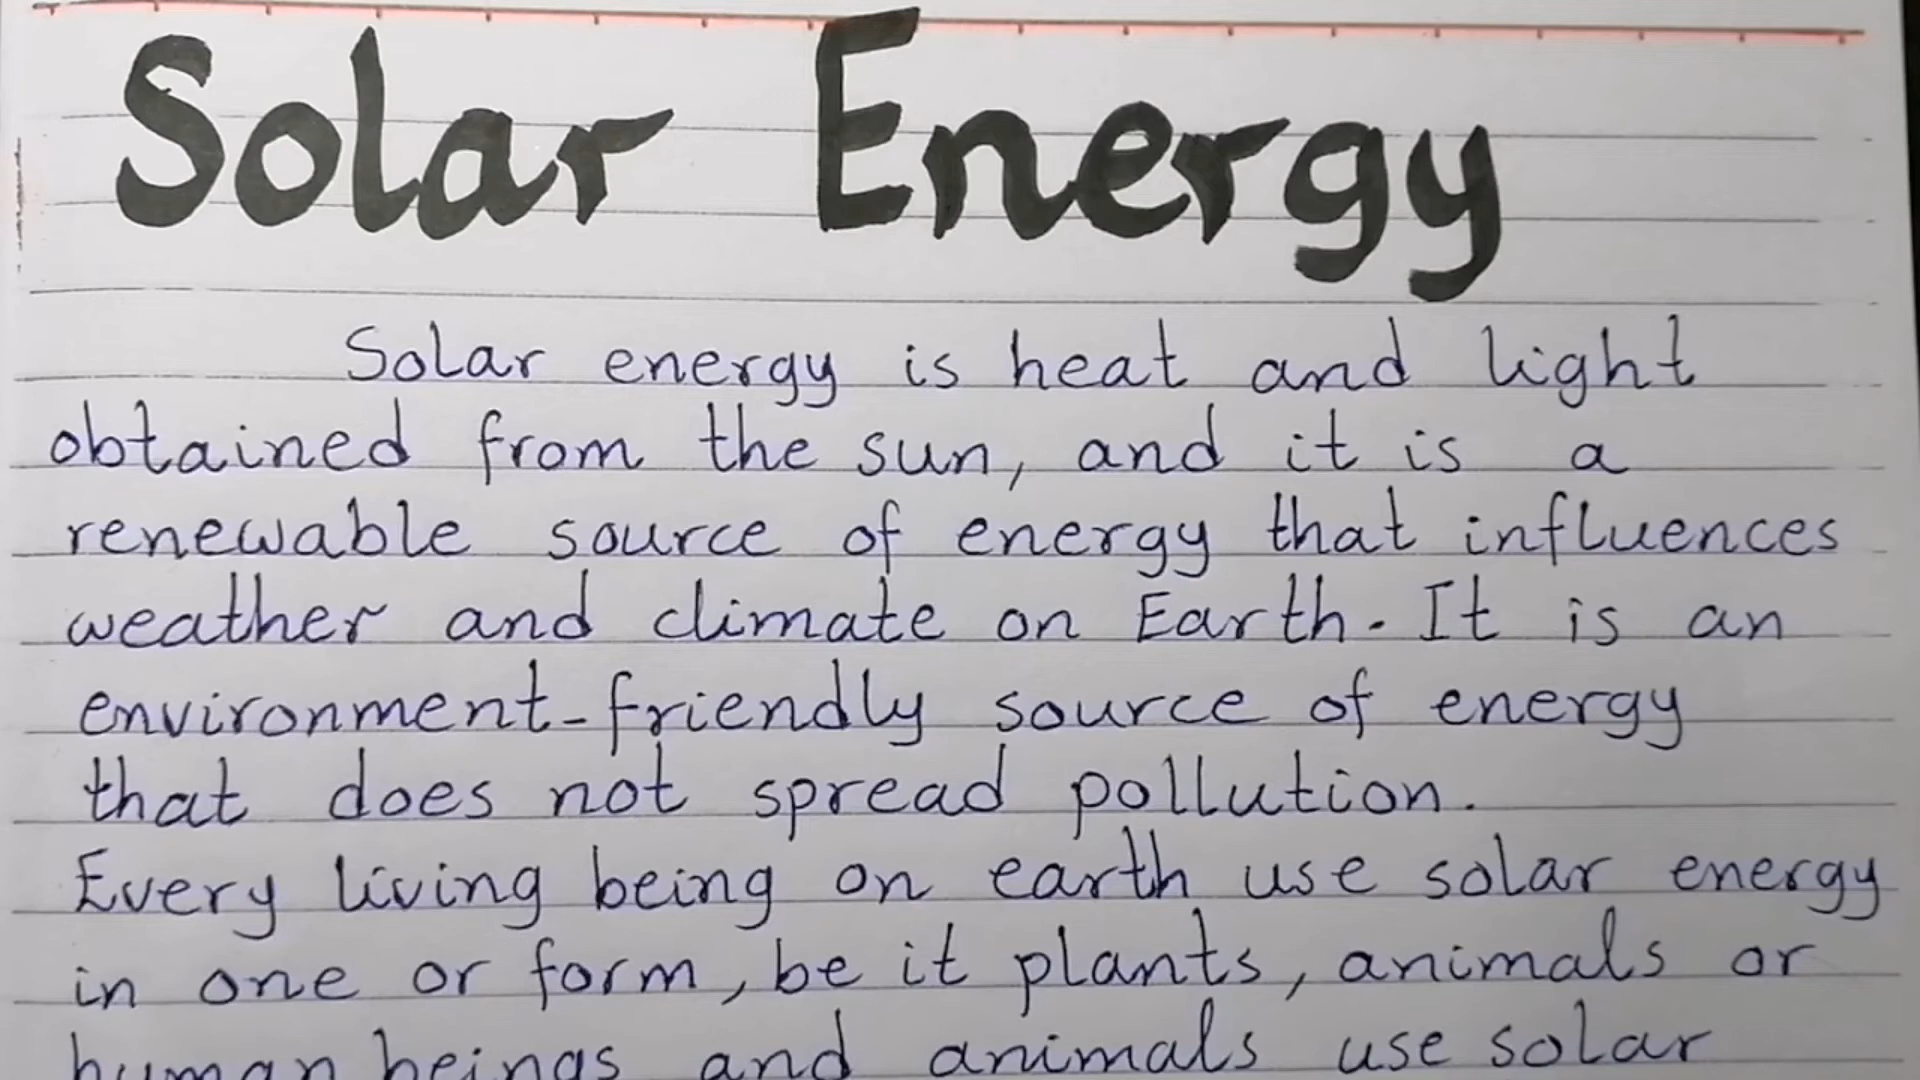 Solar Energy
Solar energy is heat and light
obtained from the sun, and it is a
renewable source of energy that influences
weather and climate on Earth. It is an
environment-friendly source of energy
that does not spread pollution.
Every living being on earth use solar energy
in one or form, be it plants, animals or
human beings and animals use solar